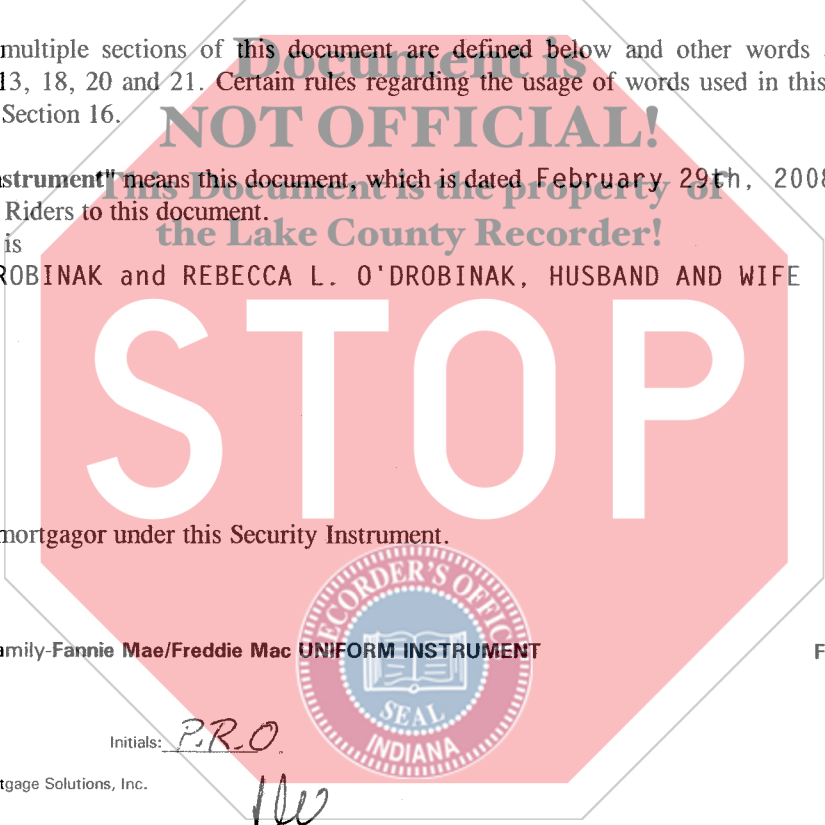 multiple sections of this document are defined below and other words
Document is
13, 18, 20 and 21. Certain rules regarding the usage of words used in this
Section 16.
NOT OFFICIAL!
strument" means this document, which is dated February 29th, 2008
This Document is the property of
Riders to this document.
the Lake County Recorder!
is
ROBINAK and REBECCA L. O'DROBINAK, HUSBAND AND WIFE
STOP
mortgagor under this Security Instrument.
RECORDER'S OFFIC
amily-Fannie Mae/Freddie Mac UNIFORM INSTRUMENT
F
SEAL
INDIANA
Initials: P.R.O.
tgage Solutions, Inc.